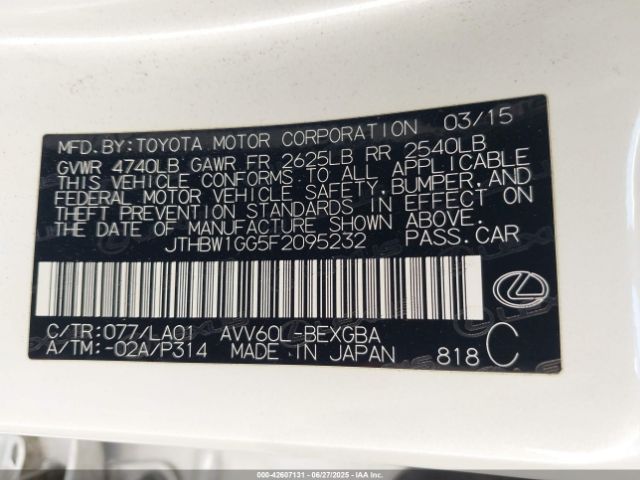 MFD.BY:TOYOTA MOTOR CORPORATION 03/15
GVWR 4740LB GAWR FR 2625LB RR 2540LB
THIS VEHICLE CONFORMS TO ALL APPLICABLE
FEDERAL MOTOR VEHICLE SAFETY, BUMPER, AND
THEFT PREVENTION STANDARDS IN EFFECT ON
THE DATE OF MANUFACTURE SHOWN ABOVE.
JTHBW1GG5F2095232 PASS.CAR
C/TR:077/LA01 AVV60L-BEXGBA
A/TM:-02A/P314 MADE IN JAPAN 818C
000-42607131 - 06/27/2025 - IAA Inc.